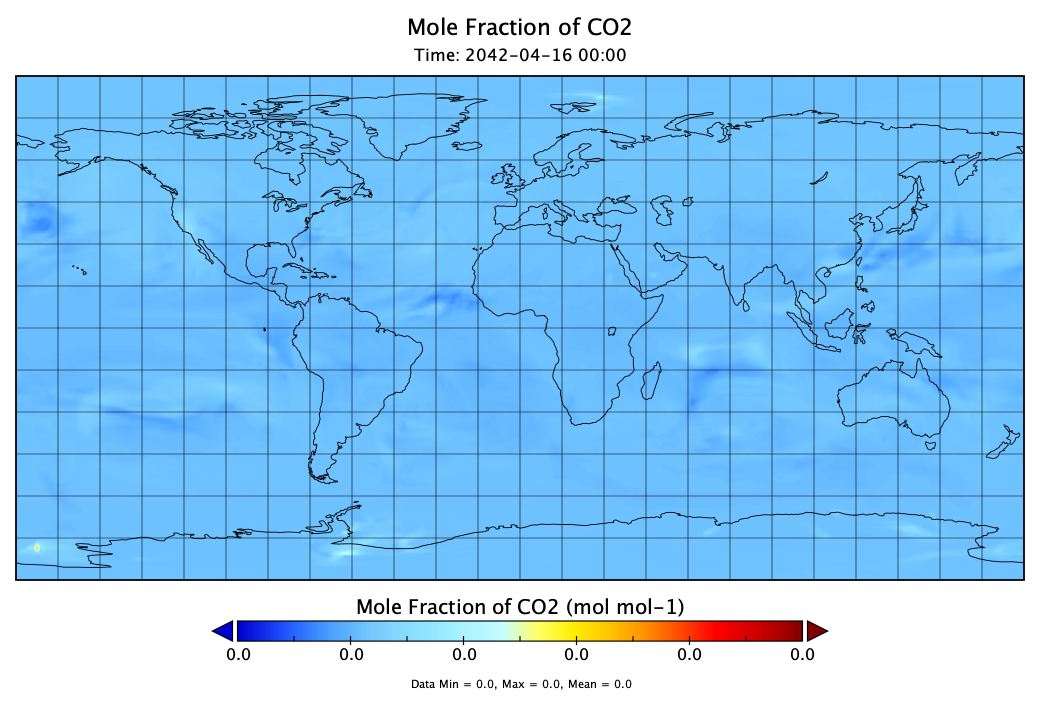 Mole Fraction of CO2
Time: 2042-04-16 00:00
Mole Fraction of CO2 (mol mol-1)
0.0 0.0 0.0 0.0 0.0 0.0
Data Min = 0.0, Max = 0.0, Mean = 0.0